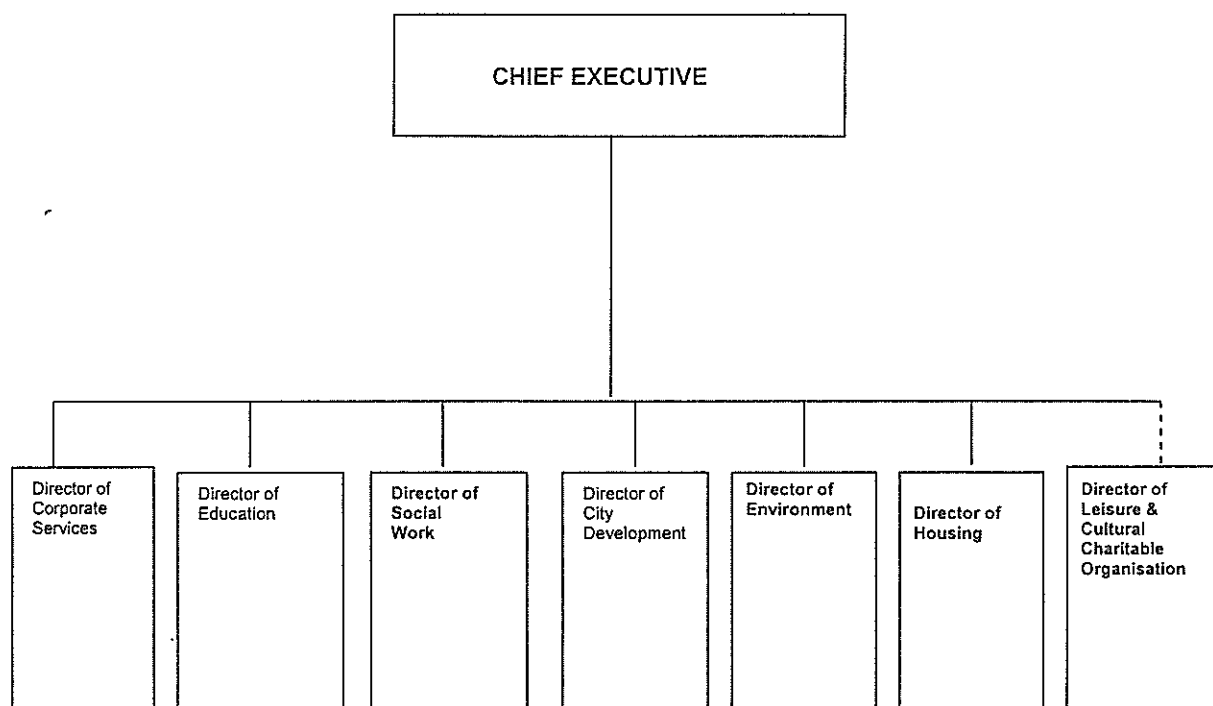 CHIEF EXECUTIVE
Director of
Corporate
Services
Director of
Education
Director of
Social
Work
Director of
City
Development
Director of
Environment
Director of
Housing
Director of
Leisure &
Cultural
Charitable
Organisation